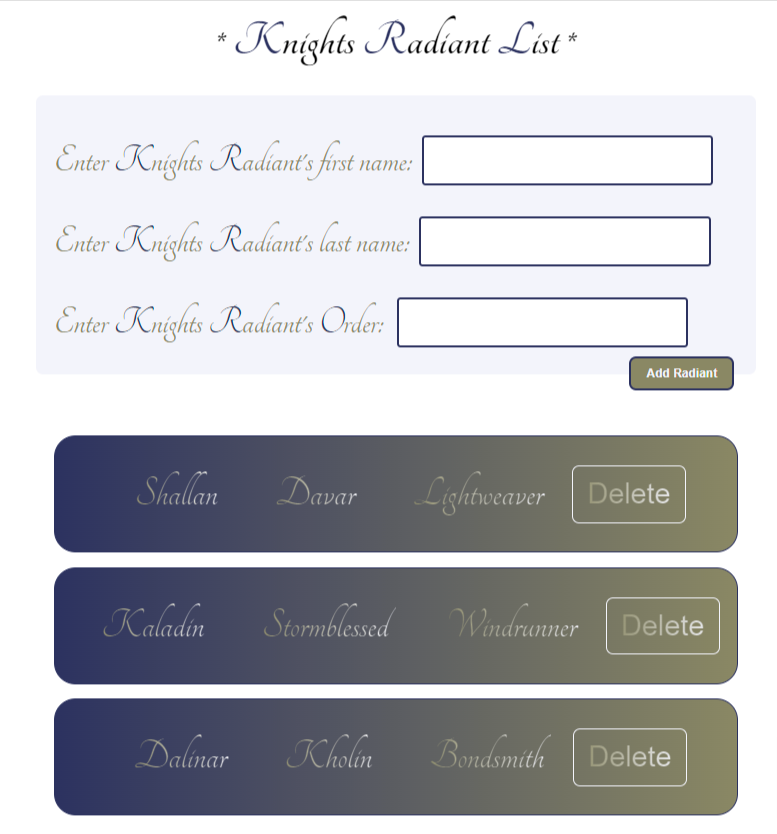 * Knights Radiant List *
Enter Knights Radiant's first name:
Enter Knights Radiant's last name:
Enter Knights Radiant's Order:
Add Radiant
Shallan Davar Lightweaver Delete
Kaladin Stormblessed Windrunner Delete
Dalinar Kholin Bondsmith Delete